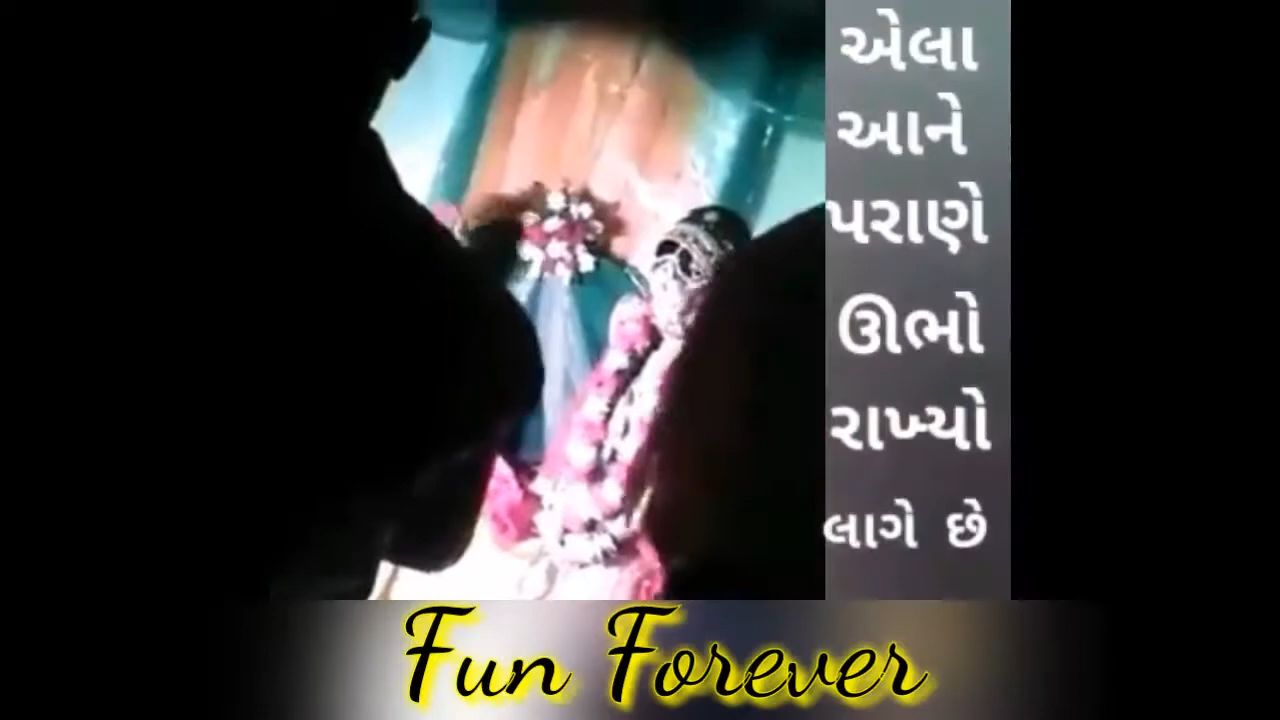 એલા
આને
પરાણે
ઊભો
રાખ્યો
લાગે છે
Fun Forever